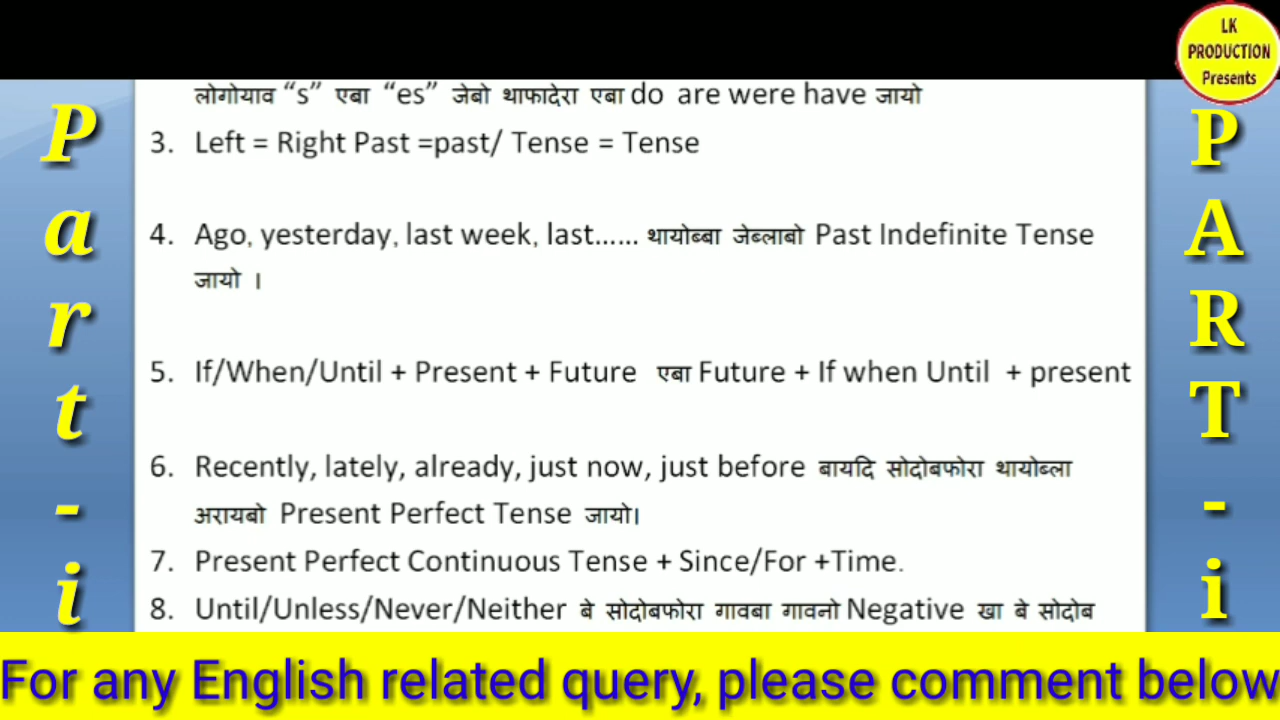 LK
PRODUCTION
Presents
लोगोयाव “s” एबा “es” जेबो थाफादेरा एबा do are were have जायो
3. Left = Right Past =past/ Tense = Tense
4. Ago, yesterday, last week, last...... थायोब्बा जेब्लाबो Past Indefinite Tense
जायो ।
5. If/When/Until + Present + Future एबा Future + If when Until + present
6. Recently, lately, already, just now, just before बायदि सोदोबफोरा थायोब्ला
अरायबो Present Perfect Tense जायो।
7. Present Perfect Continuous Tense + Since/For +Time.
8. Until/Unless/Never/Neither बे सोदोबफोरा गावबा गावनो Negative खा बे सोदोब
Part-i
PART-i
For any English related query, please comment below